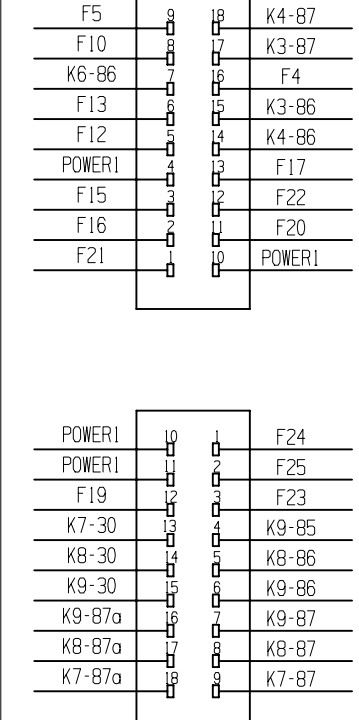 F5 9 18 K4-87
F10 8 17 K3-87
K6-86 7 16 F4
F13 6 15 K3-86
F12 5 14 K4-86
POWER1 4 13 F17
F15 3 12 F22
F16 2 11 F20
F21 1 10 POWER1
POWER1 10 1 F24
POWER1 11 2 F25
F19 12 3 F23
K7-30 13 4 K9-85
K8-30 14 5 K8-86
K9-30 15 6 K9-86
K9-87a 16 7 K9-87
K8-87a 17 8 K8-87
K7-87a 18 9 K7-87